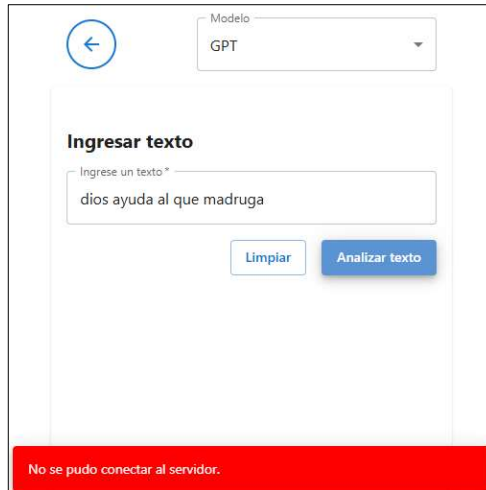 Modelo
GPT
Ingresar texto
Ingrese un texto *
dios ayuda al que madruga
Limpiar
Analizar texto
No se pudo conectar al servidor.